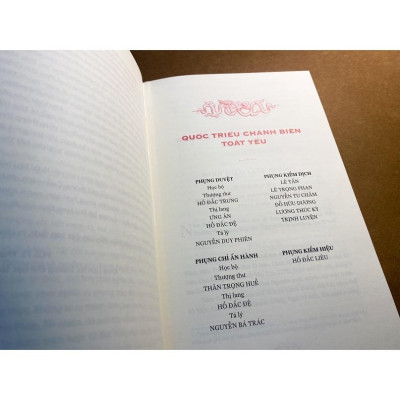 QUỐC TRIỀU CHÁNH BIÊN
TOÁT YẾU
PHỤNG DUYỆT
Học bộ
Thượng thư
HỒ ĐẮC TRUNG
Thị lang
ƯNG ÂN
HỒ ĐẮC ĐỆ
Tá lý
NGUYỄN DUY PHIÊN
PHỤNG CHỈ ẤN HÀNH
Học bộ
Thượng thư
THÂN TRỌNG HUỀ
Thị lang
HỒ ĐẮC ĐỆ
Tá lý
NGUYỄN BÁ TRÁC
PHỤNG KIỂM DỊCH
LÊ TẤN
LÊ TRỌNG PHAN
NGUYỄN TU CHÂM
ĐỖ HỮU DƯƠNG
LƯƠNG THÚC KỲ
TRỊNH LUYỆN
PHỤNG KIỂM HIỆU
HỒ ĐẮC LIÊU